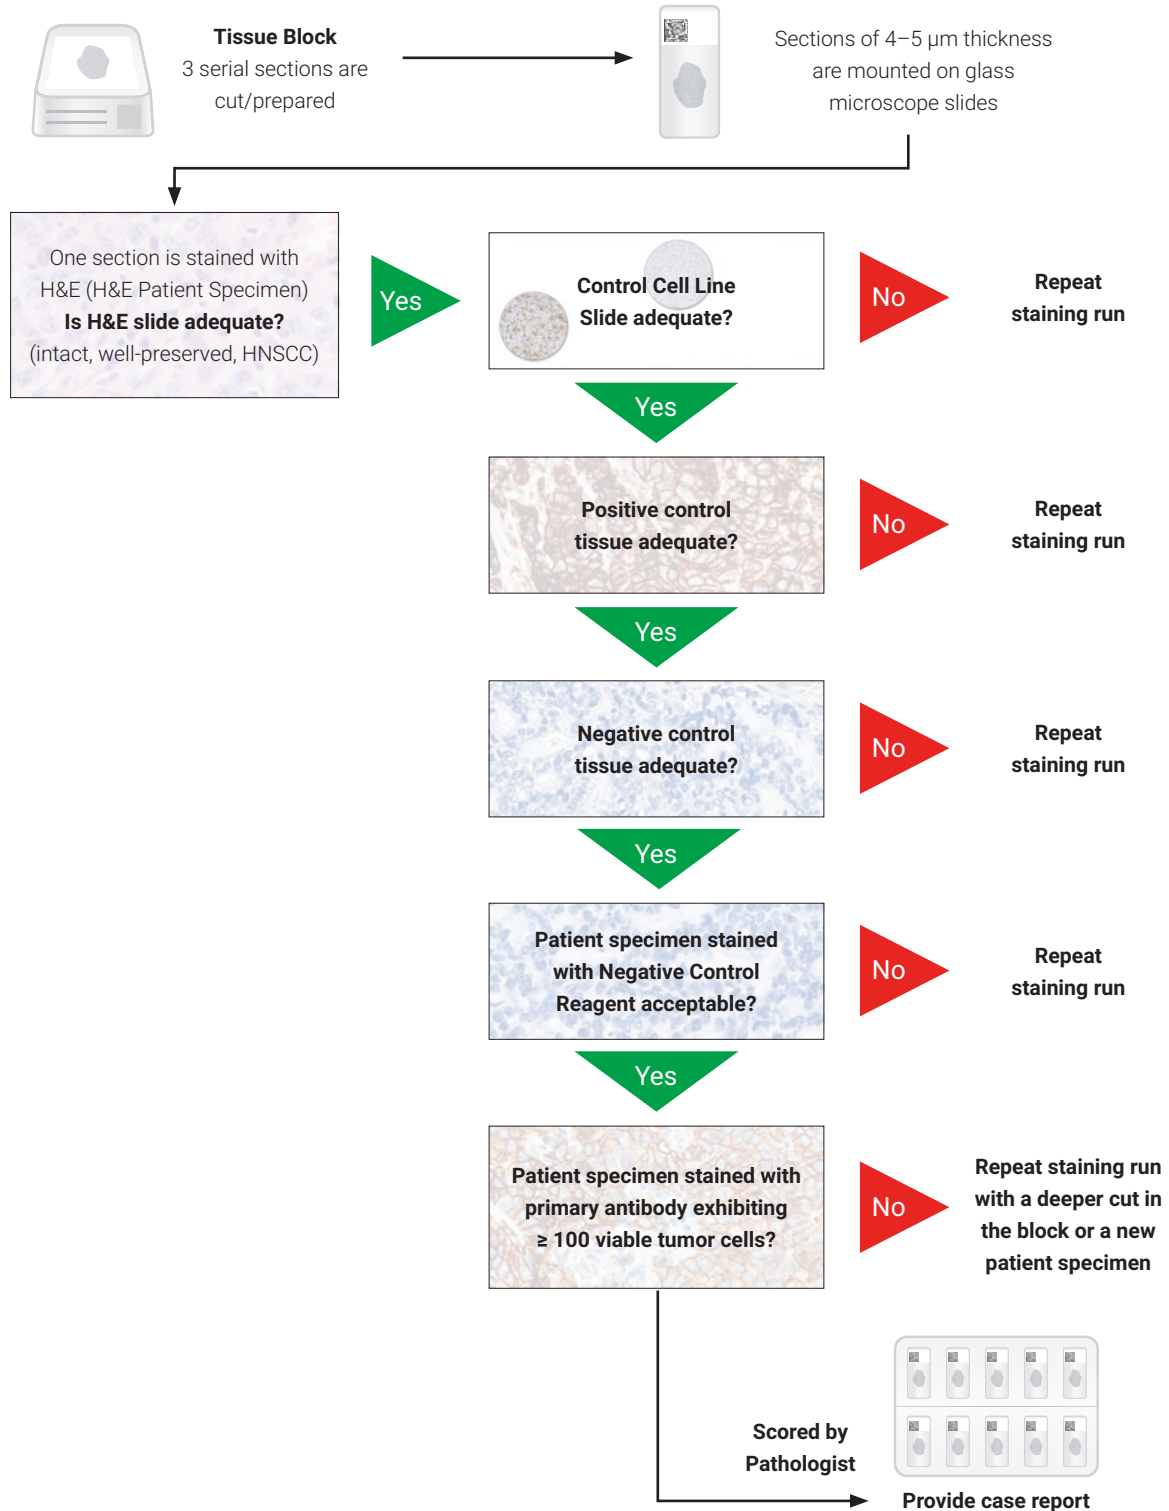 Tissue Block
3 serial sections are
cut/prepared
Sections of 4–5 µm thickness
are mounted on glass
microscope slides
One section is stained with
H&E (H&E Patient Specimen)
Is H&E slide adequate?
(intact, well-preserved, HNSCC)
Yes
Control Cell Line
Slide adequate?
No
Repeat
staining run
Yes
Positive control
tissue adequate?
No
Repeat
staining run
Yes
Negative control
tissue adequate?
No
Repeat
staining run
Yes
Patient specimen stained
with Negative Control
Reagent acceptable?
No
Repeat
staining run
Yes
Patient specimen stained with
primary antibody exhibiting
≥ 100 viable tumor cells?
No
Repeat staining run
with a deeper cut in
the block or a new
patient specimen
Scored by
Pathologist
Provide case report